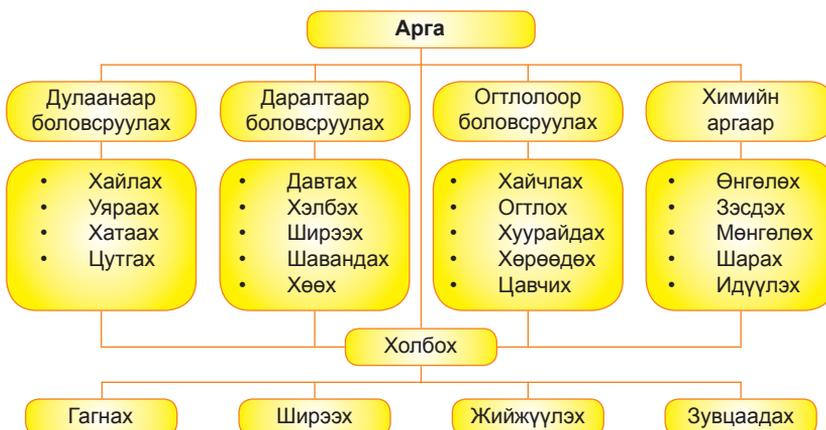 Арга
Дулаанаар
боловсруулах
Даралтаар
боловсруулах
Огтлолоор
боловсруулах
Химийн
аргаар
• Хайлах
• Уяраах
• Хатаах
• Цутгах
• Давтах
• Хэлбэх
• Ширээх
• Шавандах
• Хөөх
• Хайчлах
• Огтлох
• Хуурайдах
• Хөрөөдөх
• Цавчих
• Өнгөлөх
• Зэсдэх
• Мөнгөлөх
• Шарах
• Идүүлэх
Холбох
Гагнах
Ширээх
Жийжүүлэх
Зувцаадах